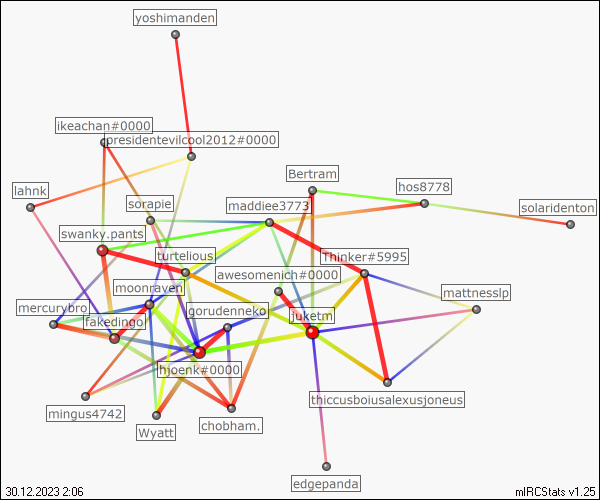 yoshimanden
ikeachan#0000
presidentevilcool2012#0000
Bertram
hos8778
lahnk
sorapie
maddiee3773
solaridenton
swanky.pants
turtelious
Thinker#5995
awesomenich#0000
moonraven
mattnesslp
mercurybro
gorudenneko
juketm
fakedingo
hjoenk#0000
thiccusboiusalexusjoneus
mingus4742
Wyatt
chobham.
edgepanda
30.12.2023 2:06
mIRCStats v1.25